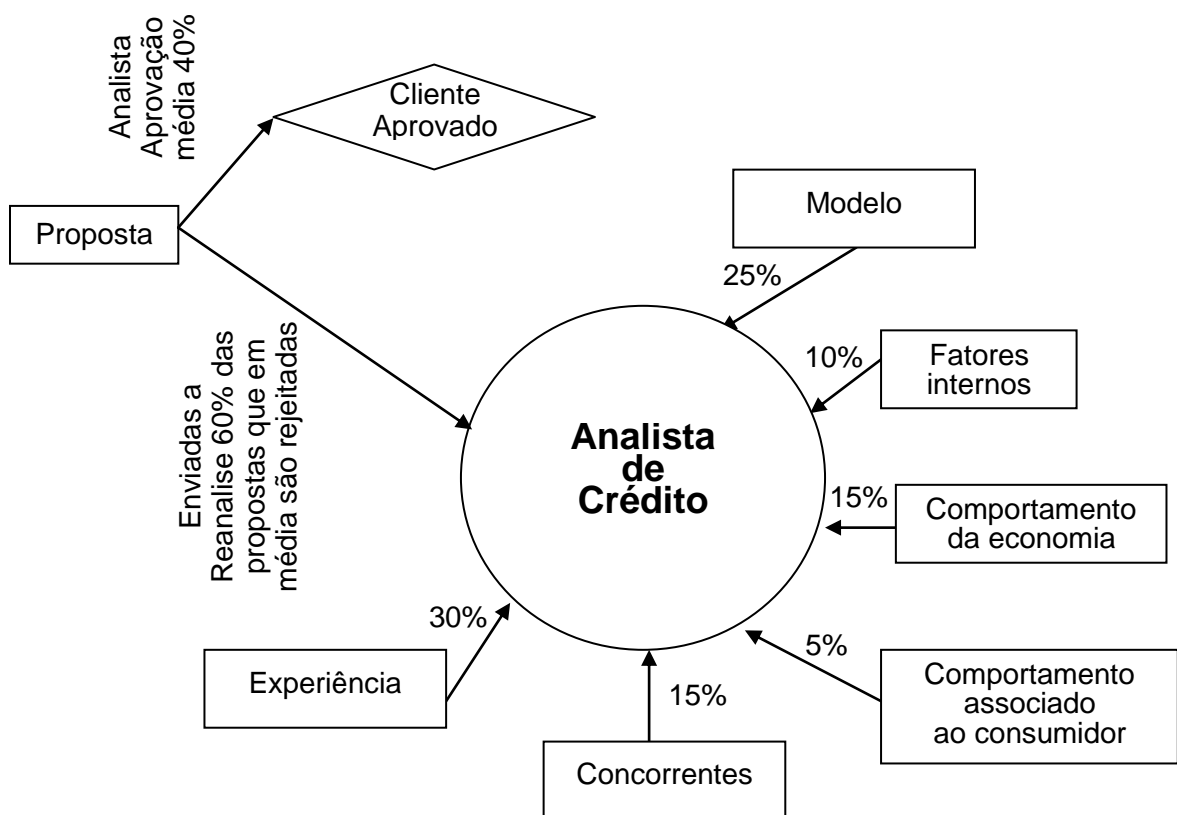 Analista
Aprovação
média 40%
Cliente
Aprovado
Proposta
Modelo
25%
10%
Fatores
internos
Enviadas a
Reanalise 60% das
propostas que em
média são rejeitadas
Analista
de
Crédito
15%
Comportamento
da economia
30%
5%
Experiência
15%
Comportamento
associado
ao consumidor
Concorrentes